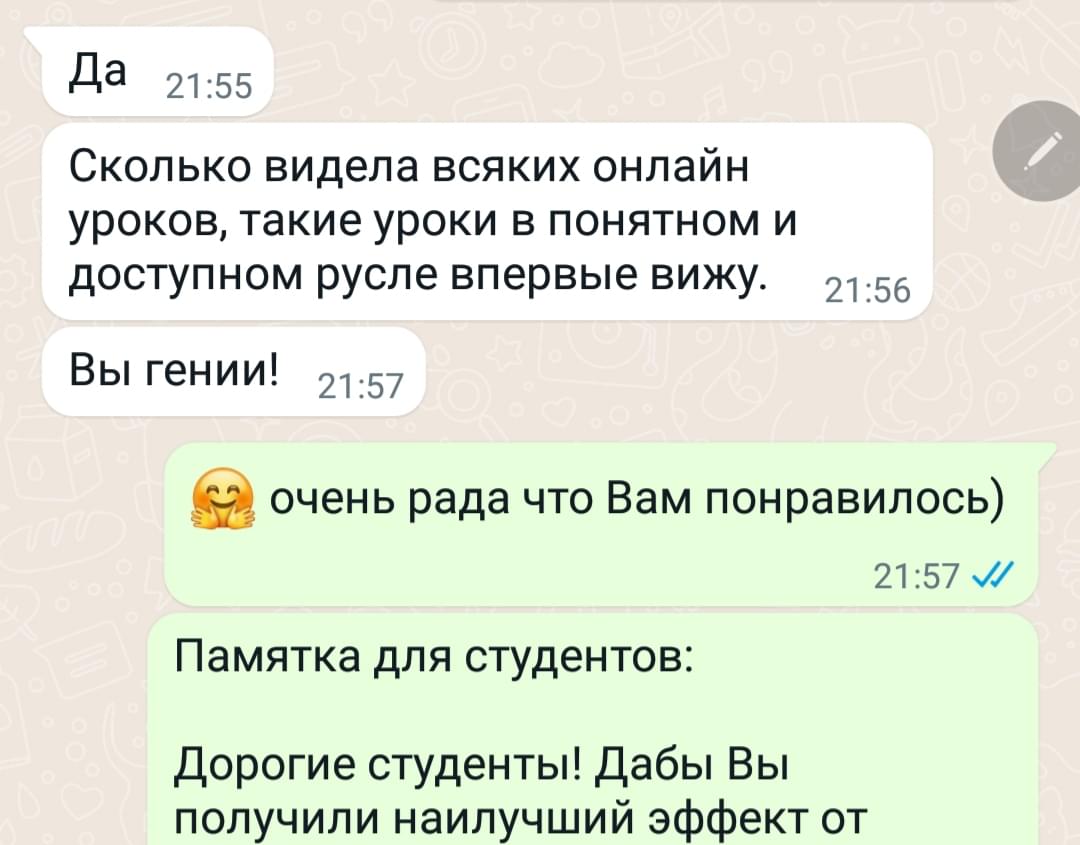 Да 21:55
Сколько видела всяких онлайн
уроков, такие уроки в понятном и
доступном русле впервые вижу. 21:56
Вы гении! 21:57
🤗 очень рада что Вам понравилось)
21:57
Памятка для студентов:
Дорогие студенты! Дабы Вы
получили наилучший эффект от